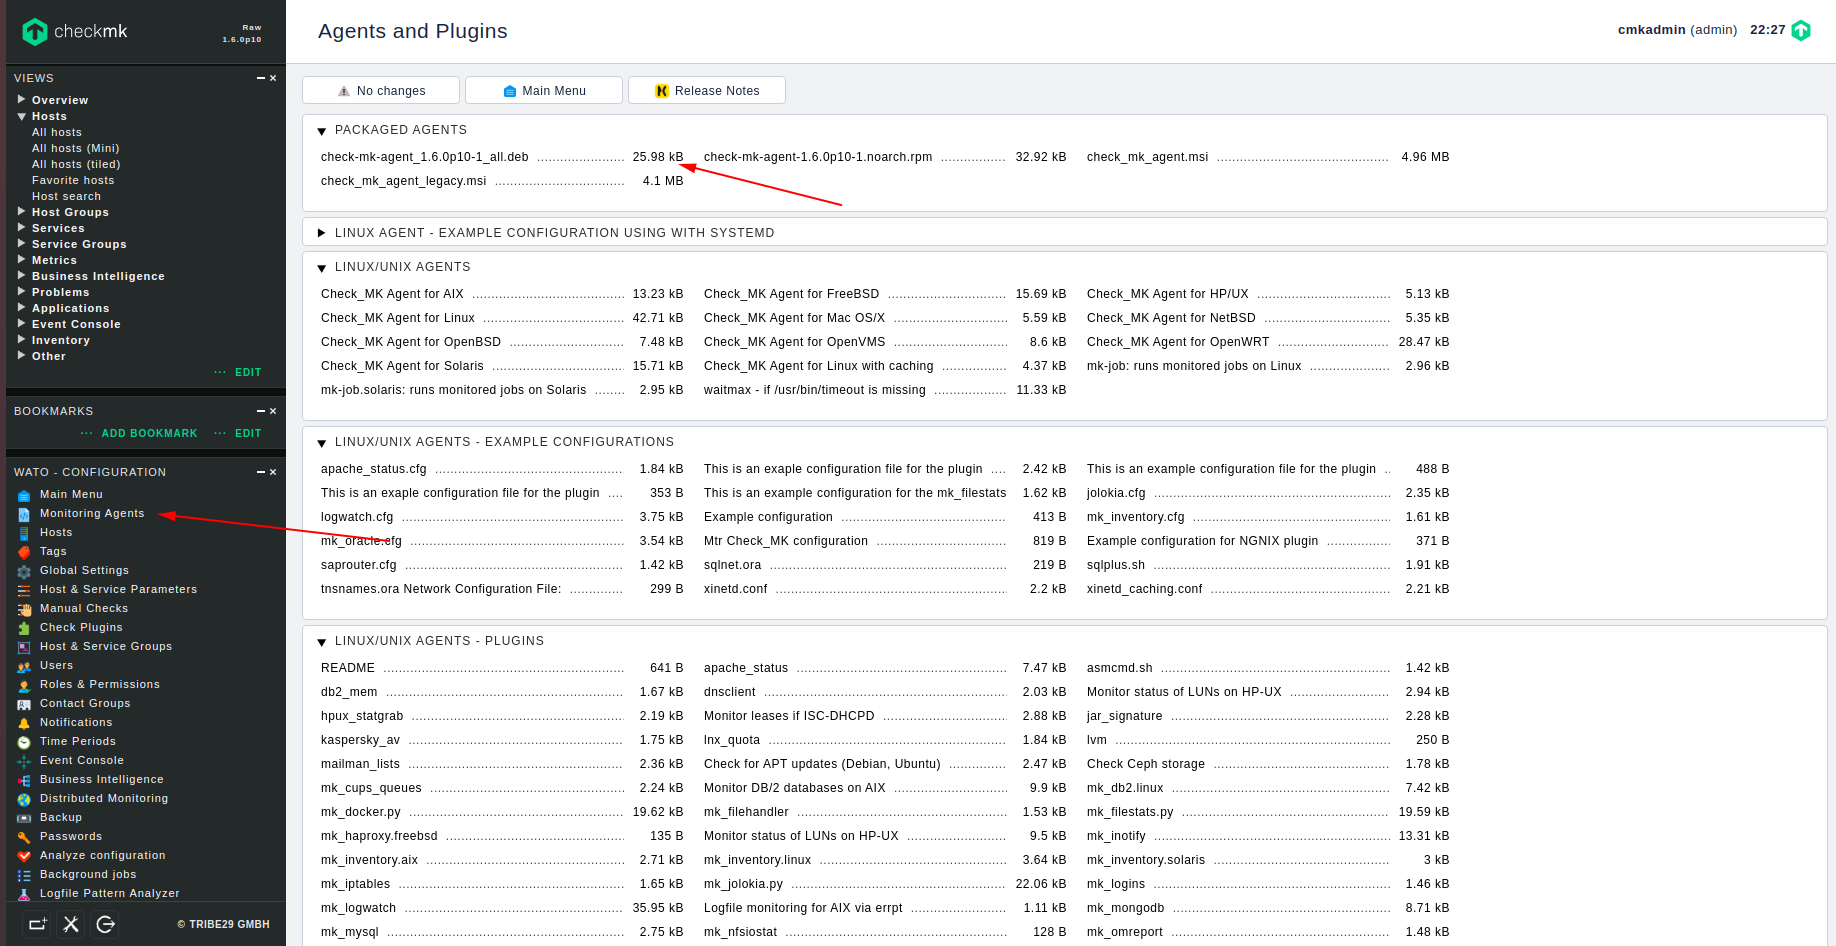 checkmk
Raw
1.6.0p10
VIEWS
Overview
Hosts
All hosts
All hosts (Mini)
All hosts (tiled)
Favorite hosts
Host search
Host Groups
Services
Service Groups
Metrics
Business Intelligence
Problems
Applications
Event Console
Inventory
Other
EDIT
BOOKMARKS
ADD BOOKMARK EDIT
WATO - CONFIGURATION
Main Menu
Monitoring Agents
Hosts
Tags
Global Settings
Host & Service Parameters
Manual Checks
Check Plugins
Host & Service Groups
Users
Roles & Permissions
Contact Groups
Notifications
Time Periods
Event Console
Business Intelligence
Distributed Monitoring
Backup
Passwords
Analyze configuration
Background jobs
Logfile Pattern Analyzer
© TRIBE29 GMBH
Agents and Plugins
cmkadmin (admin) 22:27
No changes Main Menu Release Notes
PACKAGED AGENTS
check-mk-agent_1.6.0p10-1_all.deb 25.98 kB check-mk-agent-1.6.0p10-1.noarch.rpm 32.92 kB check_mk_agent.msi 4.96 MB
check_mk_agent_legacy.msi 4.1 MB
LINUX AGENT - EXAMPLE CONFIGURATION USING WITH SYSTEMD
LINUX/UNIX AGENTS
Check_MK Agent for AIX 13.23 kB Check_MK Agent for FreeBSD 15.69 kB Check_MK Agent for HP/UX 5.13 kB
Check_MK Agent for Linux 42.71 kB Check_MK Agent for Mac OS/X 5.59 kB Check_MK Agent for NetBSD 5.35 kB
Check_MK Agent for OpenBSD 7.48 kB Check_MK Agent for OpenVMS 8.6 kB Check_MK Agent for OpenWRT 28.47 kB
Check_MK Agent for Solaris 15.71 kB Check_MK Agent for Linux with caching 4.37 kB mk-job: runs monitored jobs on Linux 2.96 kB
mk-job.solaris: runs monitored jobs on Solaris 2.95 kB waitmax - if /usr/bin/timeout is missing 11.33 kB
LINUX/UNIX AGENTS - EXAMPLE CONFIGURATIONS
apache_status.cfg 1.84 kB This is an exaple configuration file for the plugin 2.42 kB This is an example configuration file for the plugin 488 B
This is an exaple configuration file for the plugin 353 B This is an example configuration for the mk_filestats 1.62 kB jolokia.cfg 2.35 kB
logwatch.cfg 3.75 kB Example configuration 413 B mk_inventory.cfg 1.61 kB
mk_oracle.cfg 3.54 kB Mtr Check_MK configuration 819 B Example configuration for NGNIX plugin 371 B
saprouter.cfg 1.42 kB sqlnet.ora 219 B sqlplus.sh 1.91 kB
tnsnames.ora Network Configuration File: 299 B xinetd.conf 2.2 kB xinetd_caching.conf 2.21 kB
LINUX/UNIX AGENTS - PLUGINS
README 641 B apache_status 7.47 kB asmcmd.sh 1.42 kB
db2_mem 1.67 kB dnsclient 2.03 kB Monitor status of LUNs on HP-UX 2.94 kB
hpux_statgrab 2.19 kB Monitor leases if ISC-DHCPD 2.88 kB jar_signature 2.28 kB
kaspersky_av 1.75 kB lnx_quota 1.84 kB lvm 250 B
mailman_lists 2.36 kB Check for APT updates (Debian, Ubuntu) 2.47 kB Check Ceph storage 1.78 kB
mk_cups_queues 2.24 kB Monitor DB/2 databases on AIX 9.9 kB mk_db2.linux 7.42 kB
mk_docker.py 19.62 kB mk_filehandler 1.53 kB mk_filestats.py 19.59 kB
mk_haproxy.freebsd 135 B Monitor status of LUNs on HP-UX 9.5 kB mk_inotify 13.31 kB
mk_inventory.aix 2.71 kB mk_inventory.linux 3.64 kB mk_inventory.solaris 3 kB
mk_iptables 1.65 kB mk_jolokia.py 22.06 kB mk_logins 1.46 kB
mk_logwatch 35.95 kB Logfile monitoring for AIX via errpt 1.11 kB mk_mongodb 8.71 kB
mk_mysql 2.75 kB mk_nfsiostat 128 B mk_omreport 1.48 kB